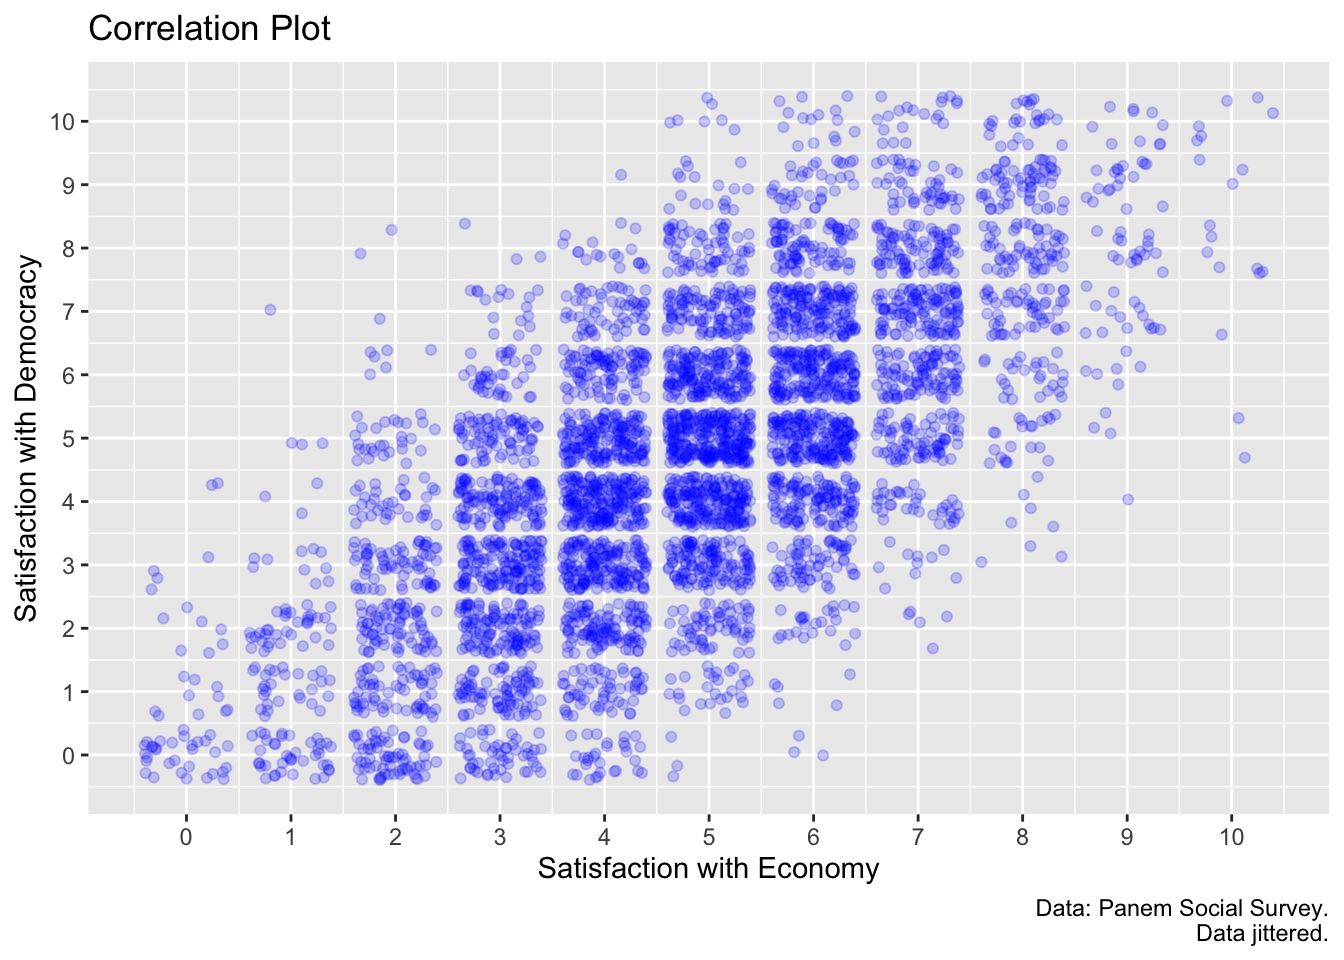 Correlation Plot
Satisfaction with Democracy
10
9
8
7
6
5
4
3
2
1
0
0 1 2 3 4 5 6 7 8 9 10
Satisfaction with Economy
Data: Panem Social Survey.
Data jittered.